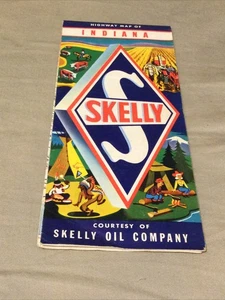 HIGHWAY MAP OF
INDIANA
S
SKELLY
COURTESY OF
SKELLY OIL COMPANY